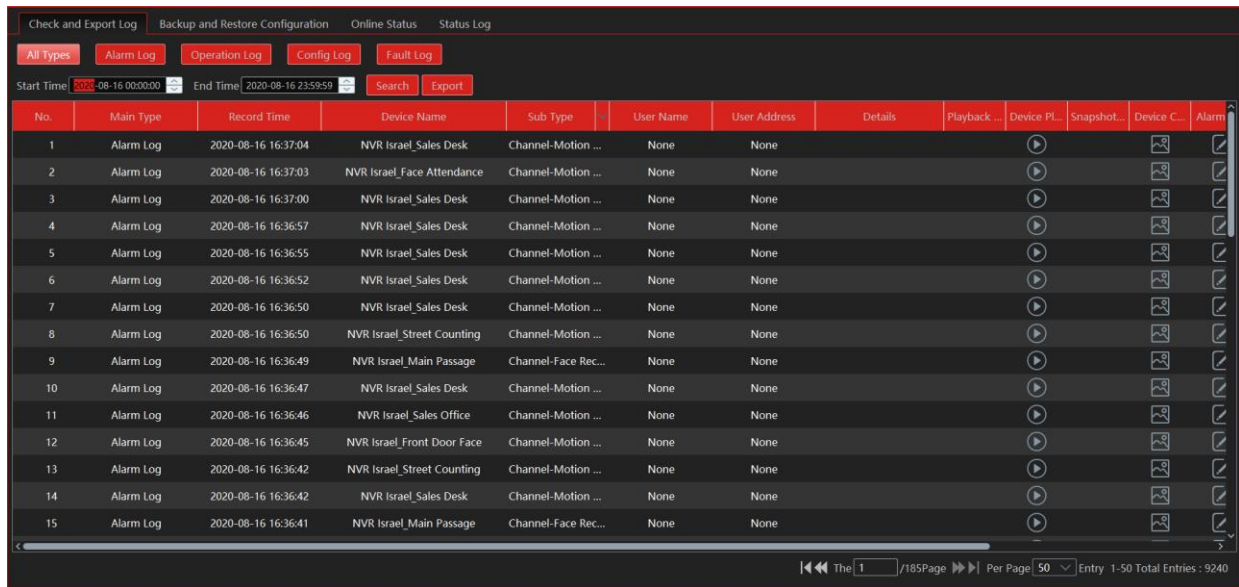 Check and Export Log Backup and Restore Configuration Online Status Status Log
All Types Alarm Log Operation Log Config Log Fault Log
Start Time 2020-08-16 00:00:00 End Time 2020-08-16 23:59:59 Search Export
No. Main Type Record Time Device Name Sub Type User Name User Address Details Playback ... Device Pl... Snapshot... Device C... Alarm
1 Alarm Log 2020-08-16 16:37:04 NVR Israel_Sales Desk Channel-Motion ... None None
2 Alarm Log 2020-08-16 16:37:03 NVR Israel_Face Attendance Channel-Motion ... None None
3 Alarm Log 2020-08-16 16:37:00 NVR Israel_Sales Desk Channel-Motion ... None None
4 Alarm Log 2020-08-16 16:36:57 NVR Israel_Sales Desk Channel-Motion ... None None
5 Alarm Log 2020-08-16 16:36:55 NVR Israel_Sales Desk Channel-Motion ... None None
6 Alarm Log 2020-08-16 16:36:52 NVR Israel_Sales Desk Channel-Motion ... None None
7 Alarm Log 2020-08-16 16:36:50 NVR Israel_Sales Desk Channel-Motion ... None None
8 Alarm Log 2020-08-16 16:36:50 NVR Israel_Street Counting Channel-Motion ... None None
9 Alarm Log 2020-08-16 16:36:49 NVR Israel_Main Passage Channel-Face Rec... None None
10 Alarm Log 2020-08-16 16:36:47 NVR Israel_Sales Desk Channel-Motion ... None None
11 Alarm Log 2020-08-16 16:36:46 NVR Israel_Sales Office Channel-Motion ... None None
12 Alarm Log 2020-08-16 16:36:45 NVR Israel_Front Door Face Channel-Motion ... None None
13 Alarm Log 2020-08-16 16:36:42 NVR Israel_Street Counting Channel-Motion ... None None
14 Alarm Log 2020-08-16 16:36:42 NVR Israel_Sales Desk Channel-Motion ... None None
15 Alarm Log 2020-08-16 16:36:41 NVR Israel_Main Passage Channel-Face Rec... None None
The 1 /185Page Per Page 50 Entry 1-50 Total Entries : 9240